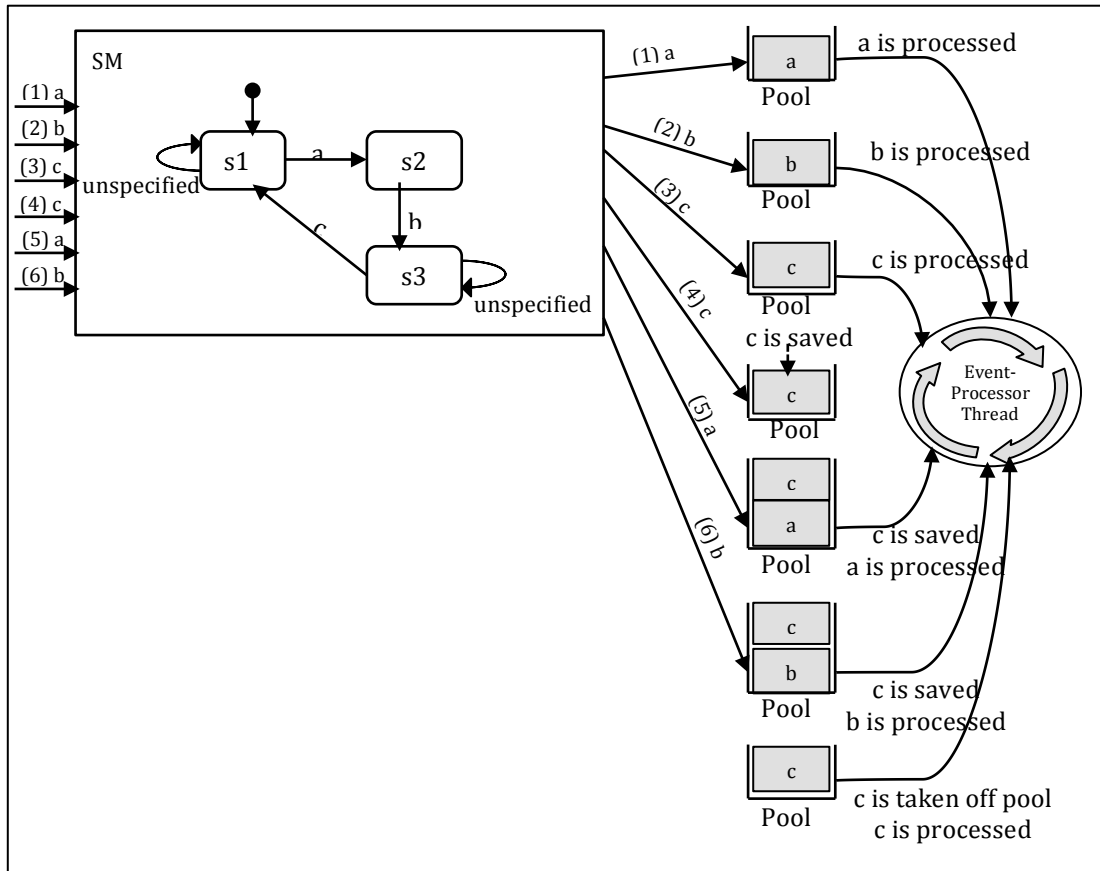 SM
(1) a
(2) b
(3) c
(4) c
(5) a
(6) b
s1
a
s2
unspecified
c
b
s3
unspecified
(1) a
(2) b
(3) c
(4) c
(5) a
(6) b
a
Pool
a is processed
b
Pool
b is processed
c
Pool
c is processed
c is saved
c
Pool
Event-
Processor
Thread
c
a
Pool
c is saved
a is processed
c
b
Pool
c is saved
b is processed
c
Pool
c is taken off pool
c is processed